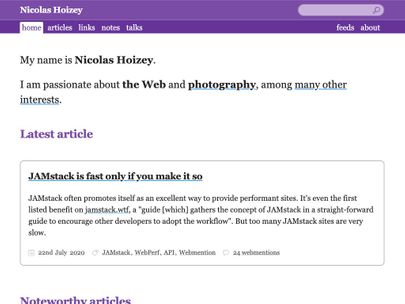 Nicolas Hoizey
home articles links notes talks feeds about
My name is Nicolas Hoizey.
I am passionate about the Web and photography, among many other
interests.
Latest article
JAMstack is fast only if you make it so
JAMstack often promotes itself as an excellent way to provide performant sites. It's even the first
listed benefit on jamstack.wtf, a "guide [which] gathers the concept of JAMstack in a straight-forward
guide to encourage other developers to adopt the workflow". But too many JAMstack sites are very
slow.
22nd July 2020 JAMstack, WebPerf, API, Webmention 24 webmentions
Noteworthy articles